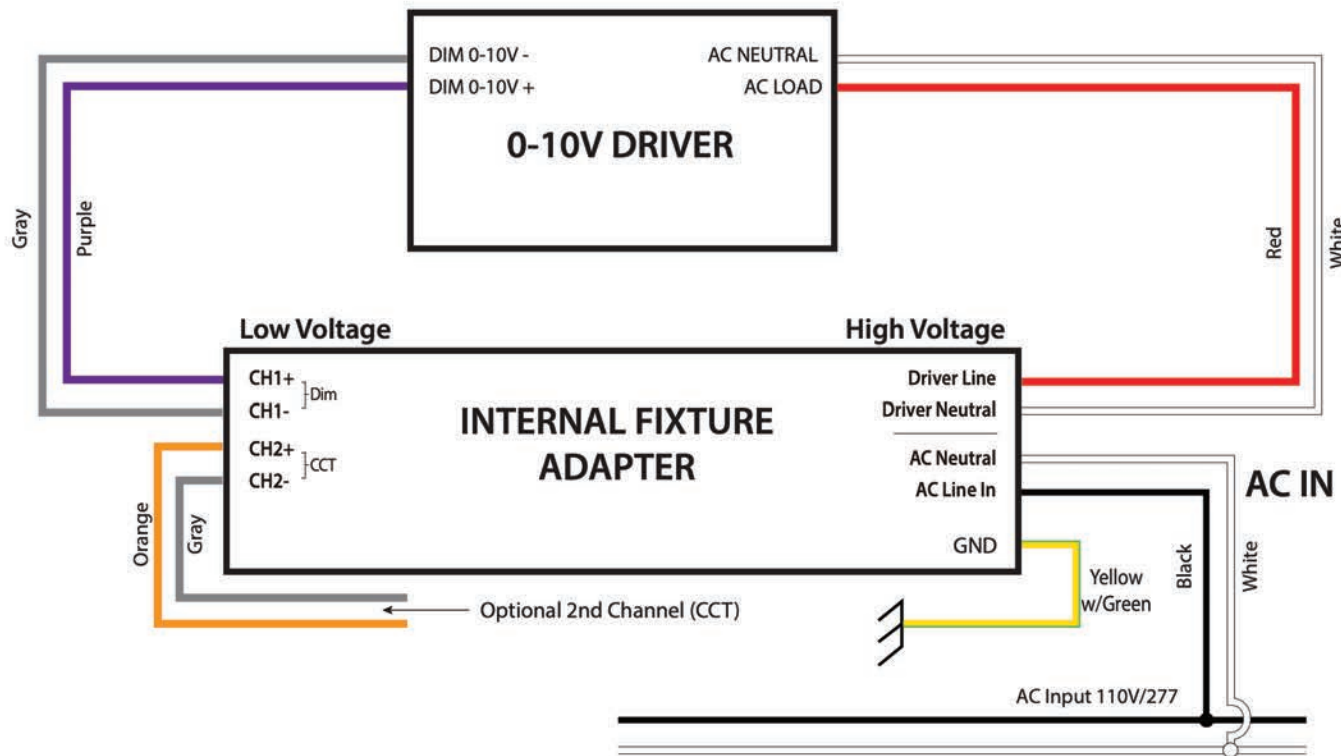 DIM 0-10V -
AC NEUTRAL
DIM 0-10V +
AC LOAD
0-10V DRIVER
Gray
Purple
Red
White
Low Voltage
High Voltage
CH1+
Dim
CH1-
CH2+
CCT
CH2-
INTERNAL FIXTURE
ADAPTER
Driver Line
Driver Neutral
AC Neutral
AC Line In
GND
AC IN
Orange
Gray
Black
White
Yellow
w/Green
Optional 2nd Channel (CCT)
AC Input 110V/277